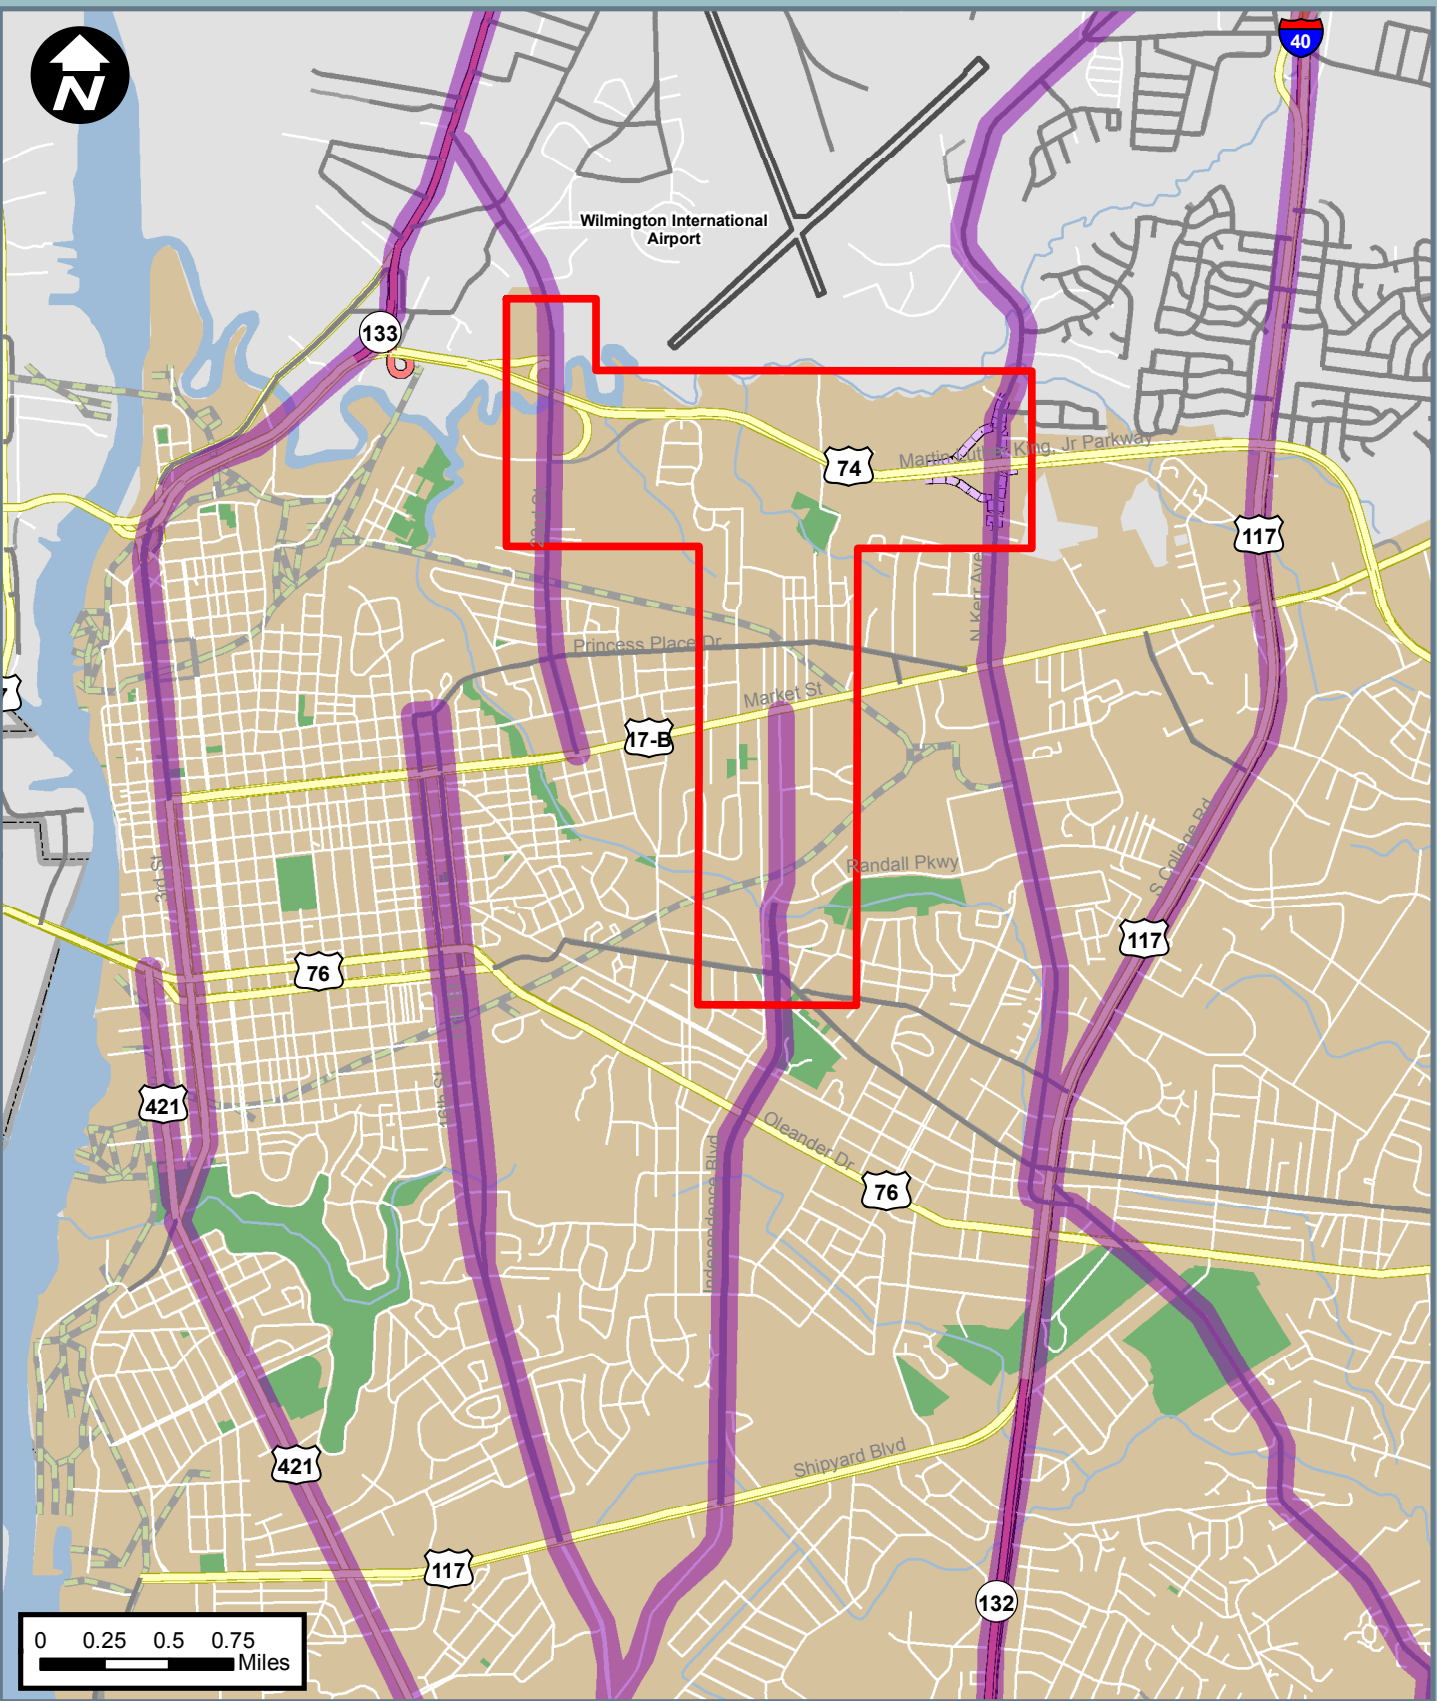 40
N
Wilmington International
Airport
133
Martin Luther King, Jr Parkway
74
117
23rd St
N Kerr Ave
Princess Place Dr
Market St
17-B
3rd St
Randall Pkwy
S College Rd
117
76
421
16th St
Oleander Dr
Independence Blvd
76
Shipyard Blvd
421
117
132
0 0.25 0.5 0.75
Miles